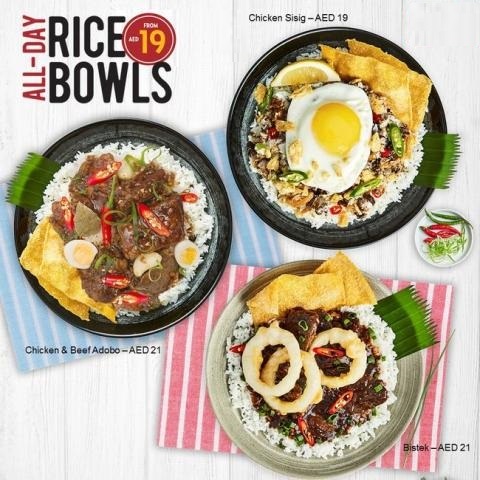 ALL-DAY
RICE
BOWLS
FROM
AED 19
Chicken Sisig – AED 19
Chicken & Beef Adobo – AED 21
Bistek – AED 21